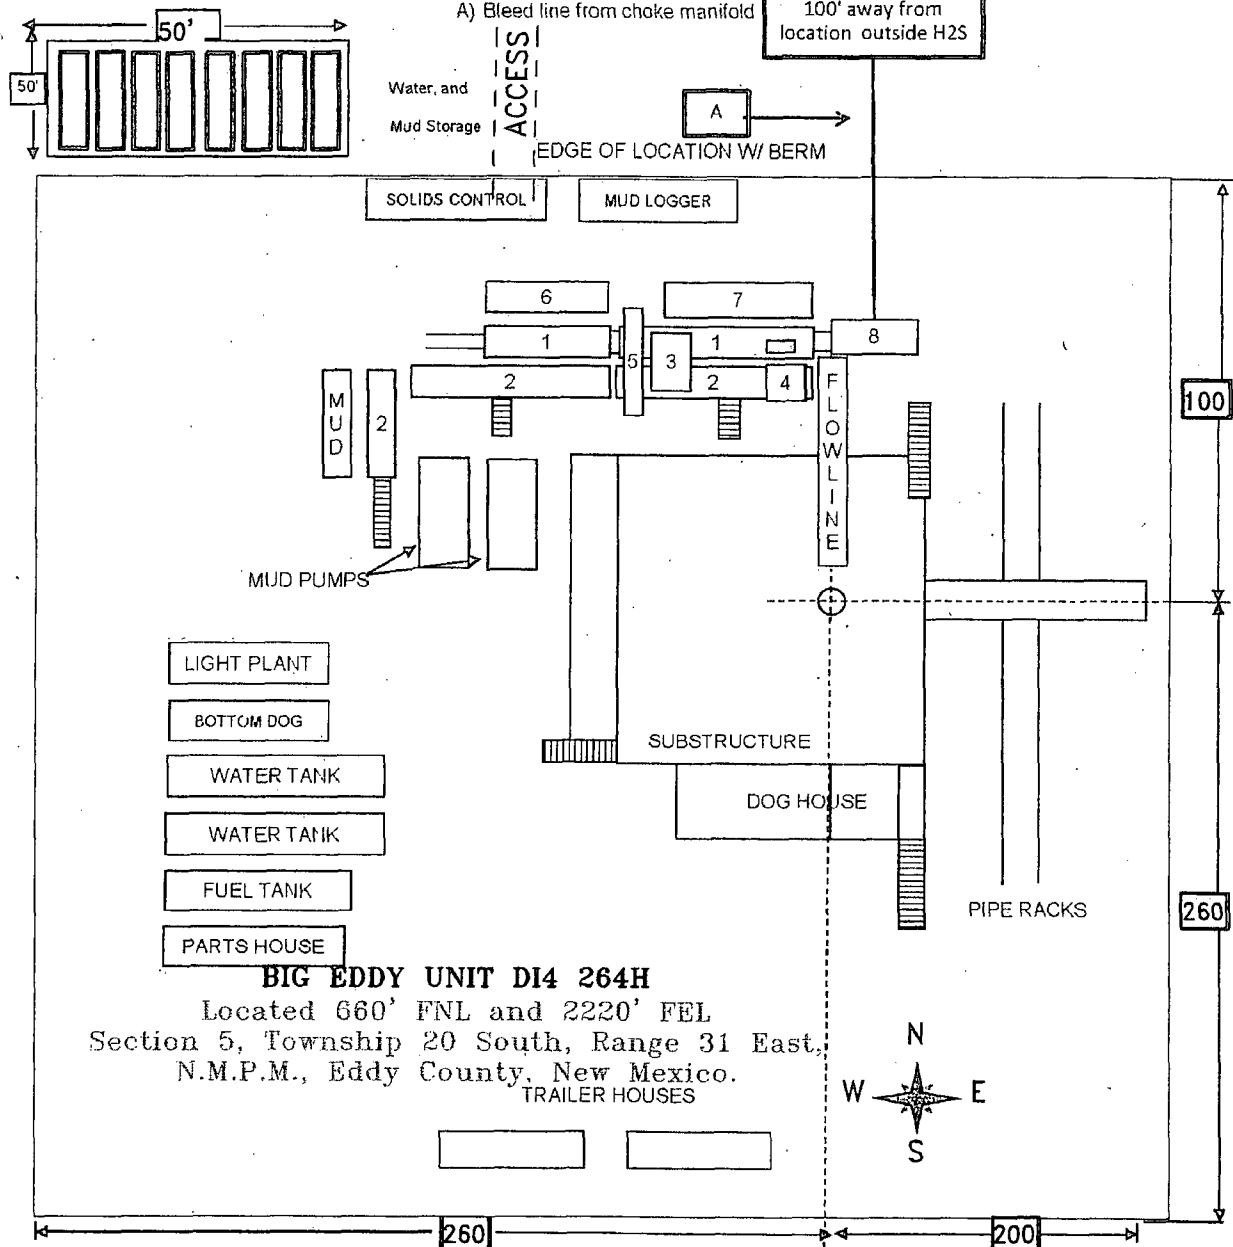 A) Bleed line from choke manifold
100' away from
location outside H2S
50'
50'
Water, and
Mud Storage
ACCESS
A
EDGE OF LOCATION W/ BERM
SOLIDS CONTROL
MUD LOGGER
6
7
1
1
8
5
3
2
2
4
MUD
2
FLOWLINE
100
MUD PUMPS
LIGHT PLANT
BOTTOM DOG
SUBSTRUCTURE
WATER TANK
DOG HOUSE
WATER TANK
FUEL TANK
PIPE RACKS
260
PARTS HOUSE
BIG EDDY UNIT DI4 264H
Located 660' FNL and 2220' FEL
Section 5, Township 20 South, Range 31 East,
N.M.P.M., Eddy County, New Mexico.
TRAILER HOUSES
N
W
E
S
260
200